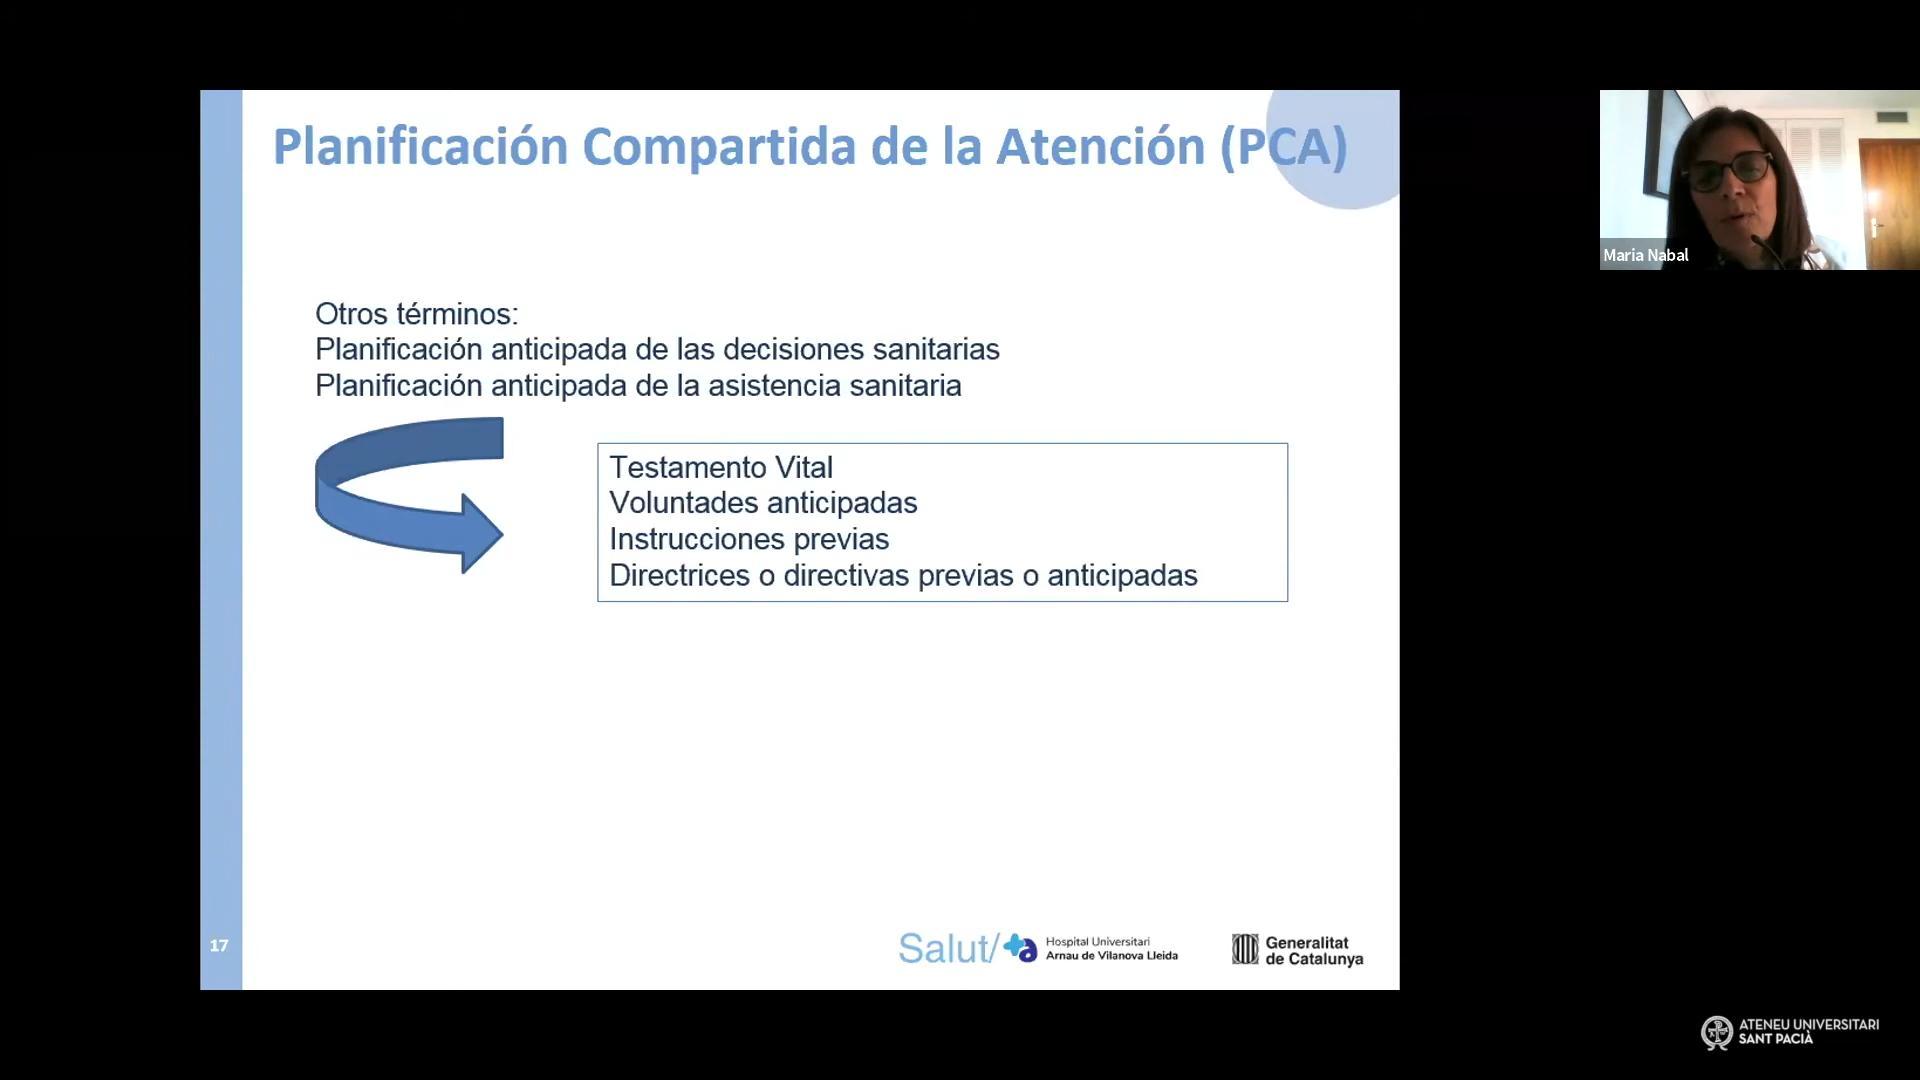 Planificación Compartida de la Atención (PCA)
Otros términos:
Planificación anticipada de las decisiones sanitarias
Planificación anticipada de la asistencia sanitaria
Testamento Vital
Voluntades anticipadas
Instrucciones previas
Directrices o directivas previas o anticipadas
17
Salut/
Hospital Universitari
Arnau de Vilanova Lleida
Generalitat
de Catalunya
Maria Nabal
ATENEU UNIVERSITARI
SANT PACIÀ